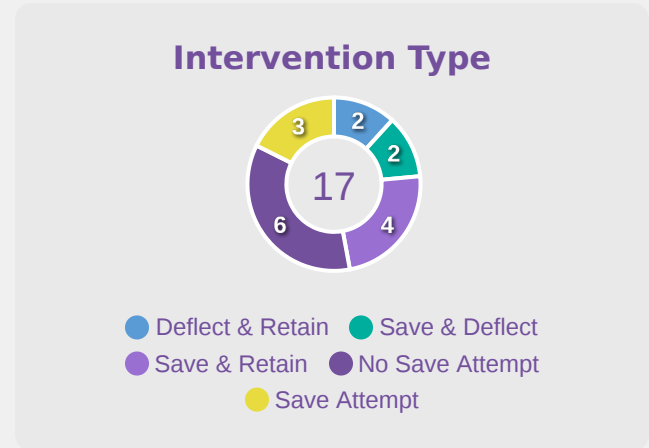 Intervention Type
3
2
2
17
6
4
Deflect & Retain
Save & Deflect
Save & Retain
No Save Attempt
Save Attempt